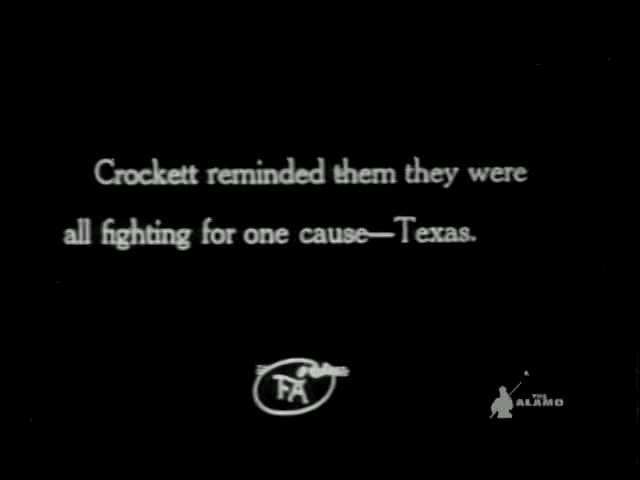 Crockett reminded them they were
all fighting for one cause—Texas.
FA
THE
ALAMO